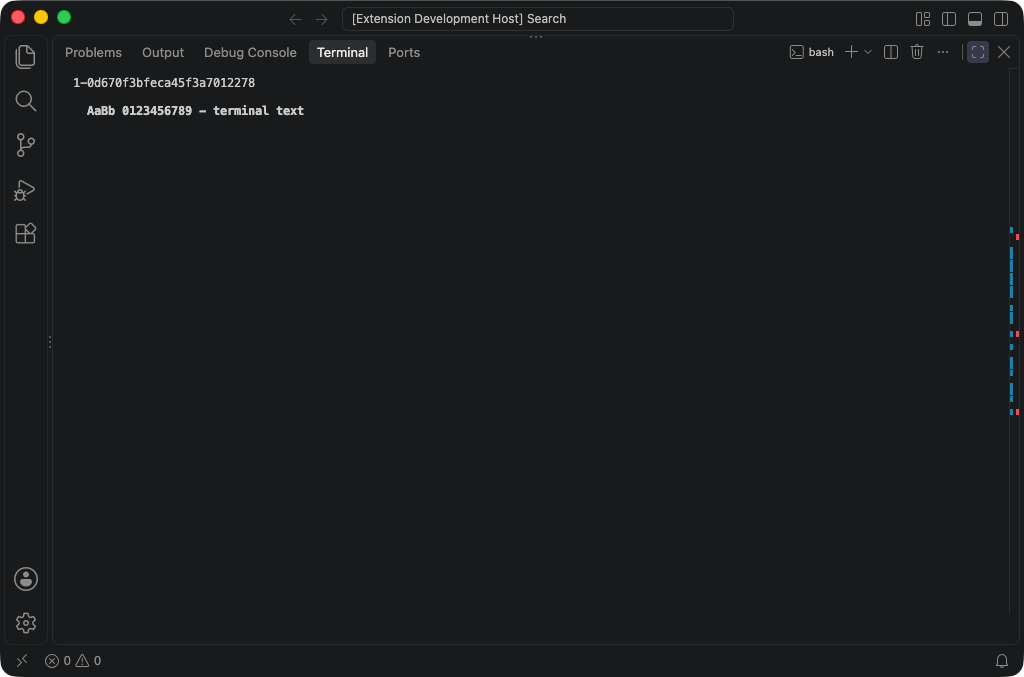 [Extension Development Host] Search
Problems Output Debug Console Terminal Ports bash
1-0d670f3bfeca45f3a7012278
AaBb 0123456789 - terminal text
0 0